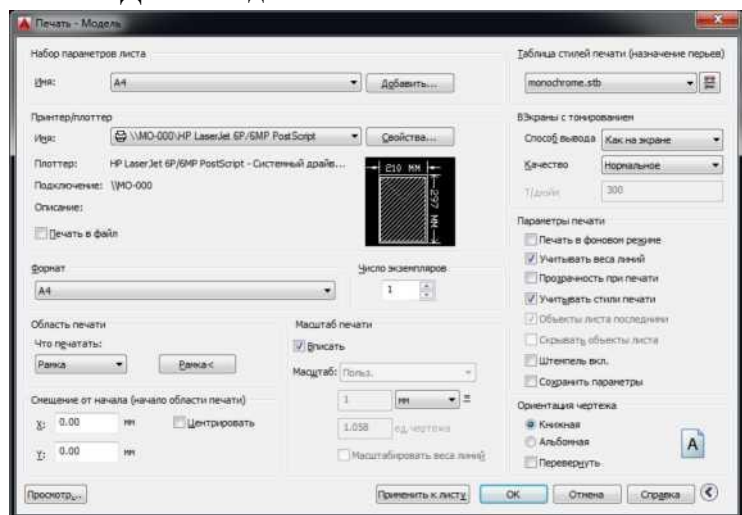 Печать - Модель
Набор параметров листа
Имя:
A4
Добавить...
Таблица стилей печати (назначение перьев)
monochrome.stb
Принтер/плоттер
Имя:
\\MO-000\HP LaserJet 6P/6MP PostScript
Свойства...
Плоттер:
HP LaserJet 6P/6MP PostScript - Системный драйв...
Подключение:
\\MO-000
Описание:
Печать в файл
210 MM
297 MM
ВЭкраны с тонированием
Способ вывода
Как на экране
Качество
Нормальное
Т/дюйм
300
Формат
A4
Число экземпляров
1
Параметры печати
Печать в фоновом режиме
Учитывать веса линий
Прозрачность при печати
Учитывать стили печати
Объекты листа последними
Скрывать объекты листа
Штемпель вкл.
Сохранить параметры
Область печати
Что печатать:
Рамка
Рамка<
Масштаб печати
Вписать
Масштаб:
Польз.
1
мм
=
1.058
ед. чертежа
Масштабировать веса линий
Смещение от начала (начало области печати)
X:
0.00
мм
Центрировать
Y:
0.00
мм
Ориентация чертежа
Книжная
Альбомная
Перевернуть
A
Просмотр...
Применить к листу
ОК
Отмена
Справка